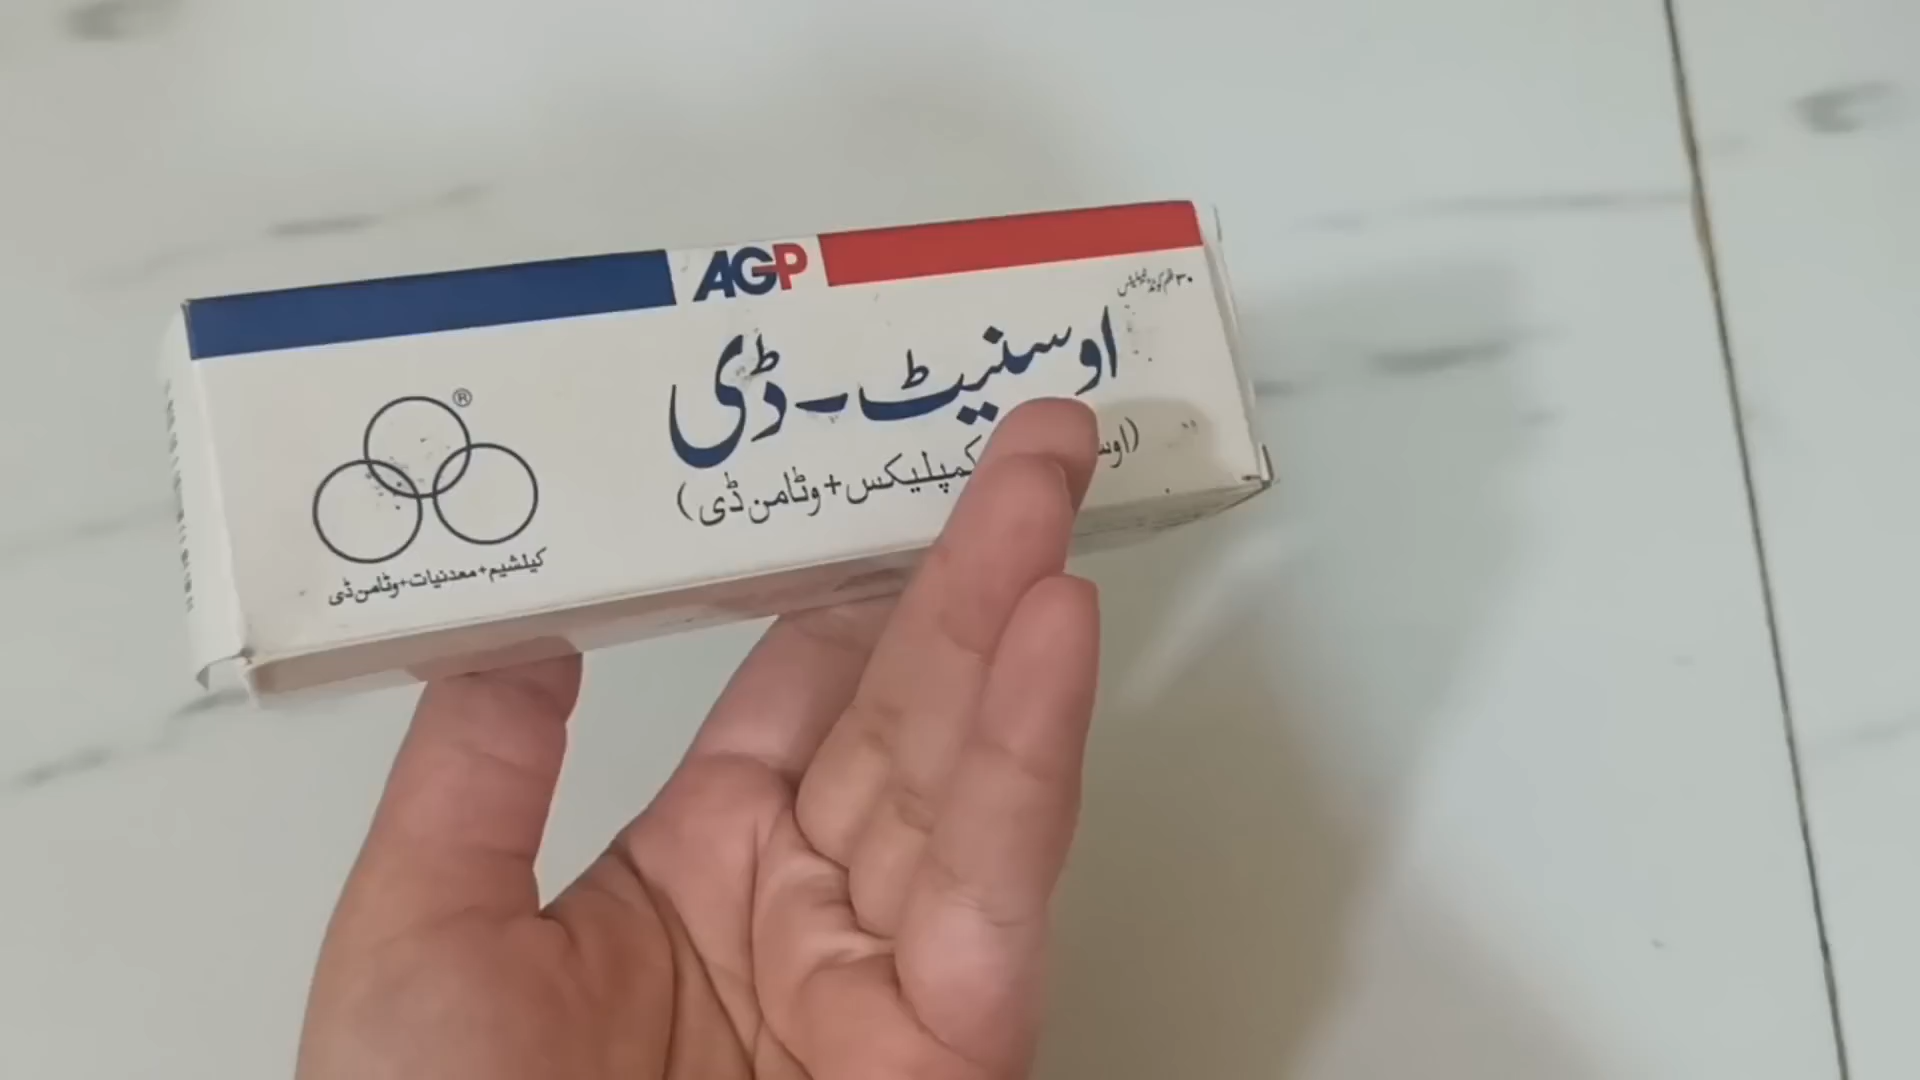 AGP
۳۰ فلم کوٹڈ ٹیبلیٹس
اوسنیٹ-ڈی
کمپلیکس+وٹامن ڈی)
®
کیلشیم+معدنیات+وٹامن ڈی